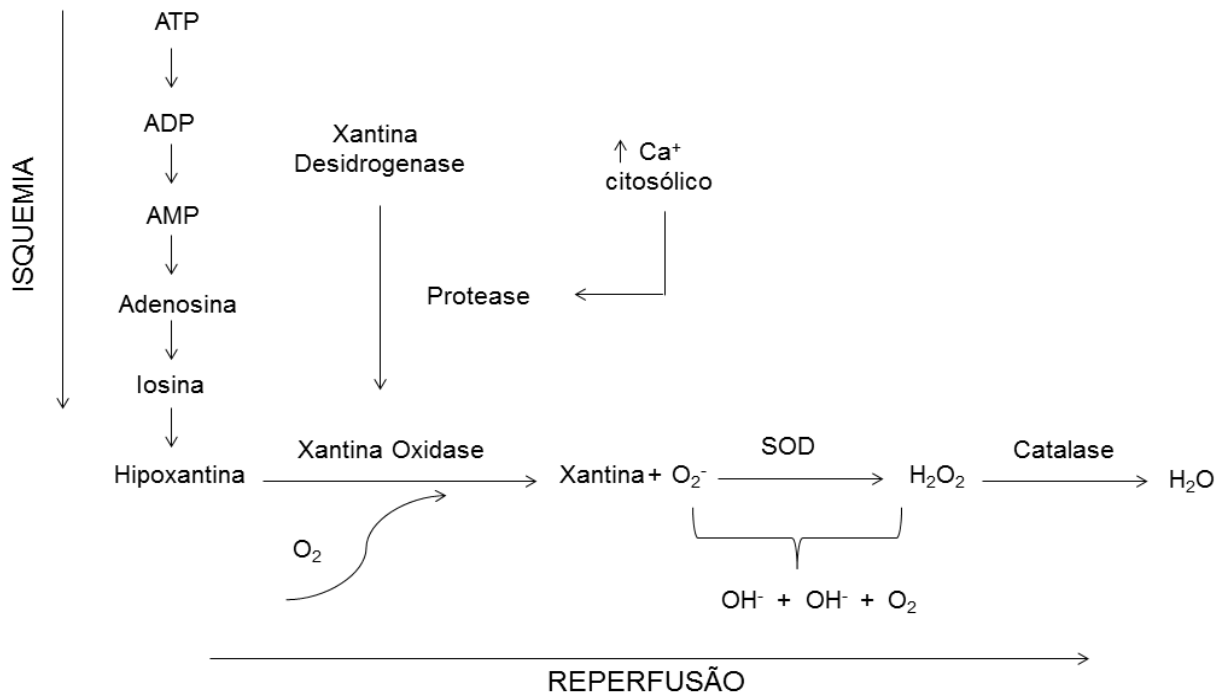 ISQUEMIA
ATP
ADP
AMP
Adenosina
Iosina
Hipoxantina
Xantina
Desidrogenase
↑ Ca⁺
citosólico
Protease
Xantina Oxidase
O₂
Xantina + O₂⁻
SOD
H₂O₂
Catalase
H₂O
OH⁻ + OH⁻ + O₂
REPERFUSÃO